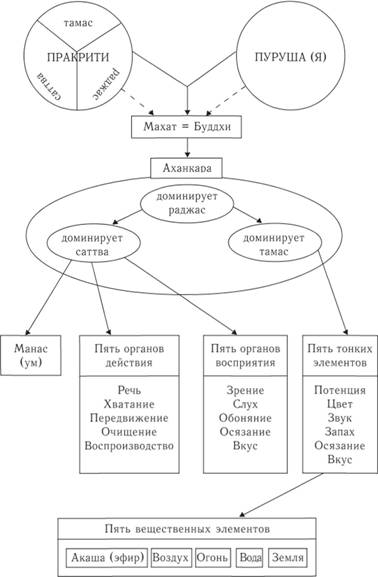 тамас
ПРАКРИТИ
саттва
раджас
ПУРУША (Я)
Махат = Буддхи
Аханкара
доминирует
раджас
доминирует
саттва
доминирует
тамас
Манас
(ум)
Пять органов
действия
Речь
Хватание
Передвижение
Очищение
Воспроизводство
Пять органов
восприятия
Зрение
Слух
Обоняние
Осязание
Вкус
Пять тонких
элементов
Потенция
Цвет
Звук
Запах
Осязание
Вкус
Пять вещественных элементов
Акаша (эфир) Воздух Огонь Вода Земля